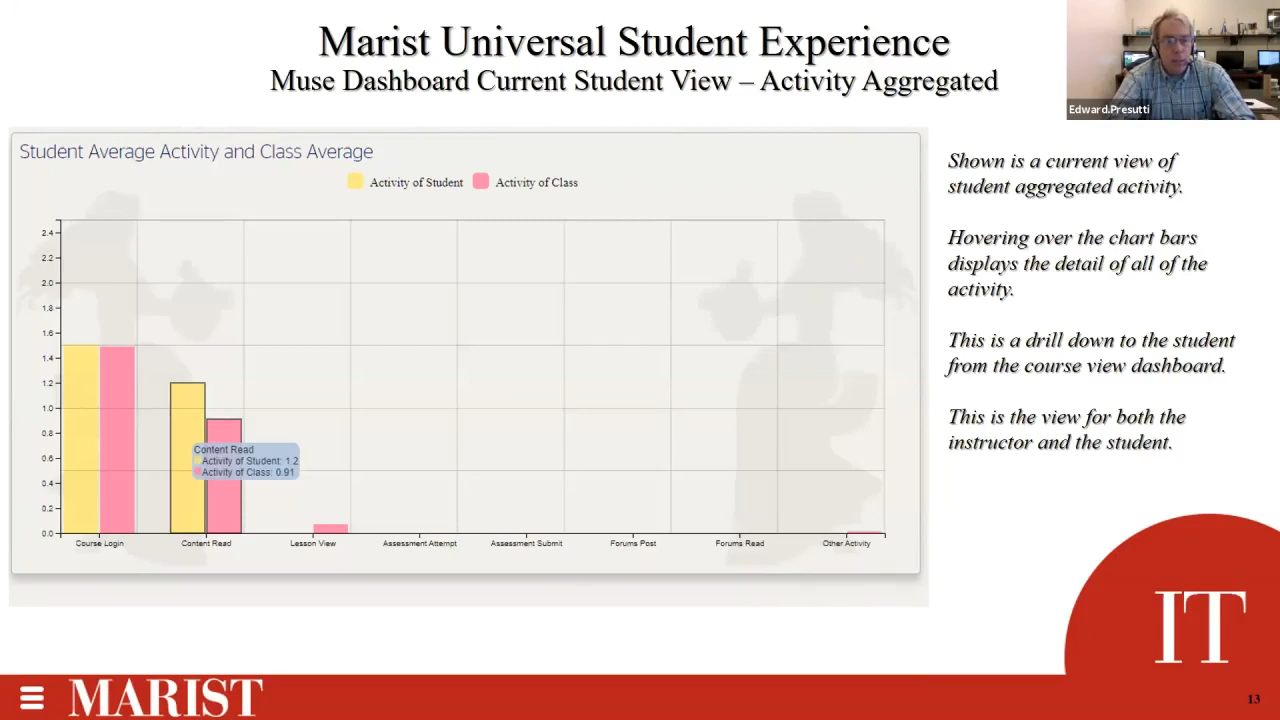 Marist Universal Student Experience
Muse Dashboard Current Student View – Activity Aggregated
Edward.Presutti
Student Average Activity and Class Average
Activity of Student
Activity of Class
2.4
2.2
2.0
1.8
1.6
1.4
1.2
1.0
0.8
0.6
0.4
0.2
0.0
Content Read
Activity of Student: 1.2
Activity of Class: 0.91
Course Login
Content Read
Lesson View
Assessment Attempt
Assessment Submit
Forums Post
Forums Read
Other Activity
Shown is a current view of
student aggregated activity.
Hovering over the chart bars
displays the detail of all of the
activity.
This is a drill down to the student
from the course view dashboard.
This is the view for both the
instructor and the student.
IT
MARIST
13